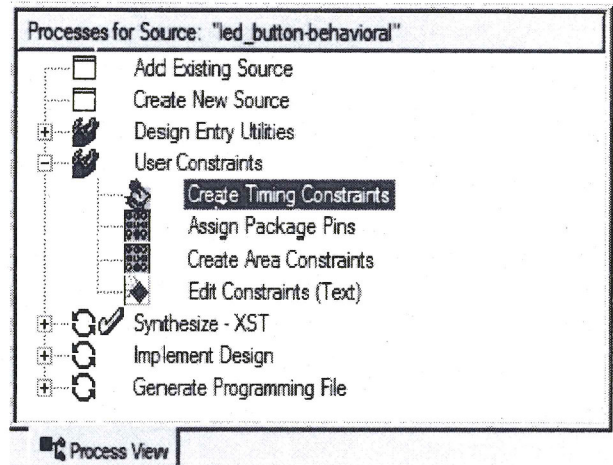 Processes for Source: "led_button-behavioral"
Add Existing Source
Create New Source
Design Entry Utilities
User Constraints
Create Timing Constraints
Assign Package Pins
Create Area Constraints
Edit Constraints (Text)
Synthesize - XST
Implement Design
Generate Programming File
Process View